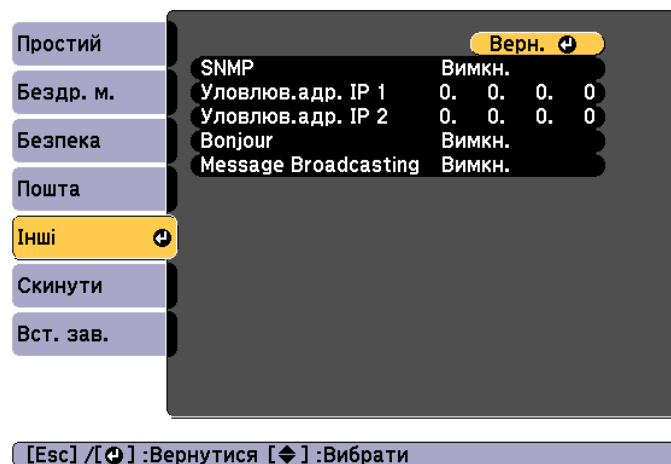 Простий
Бездр. м.
Безпека
Пошта
Інші
Скинути
Вст. зав.
Верн.
SNMP Вимкн.
Уловлюв.адр. IP 1 0. 0. 0. 0
Уловлюв.адр. IP 2 0. 0. 0. 0
Bonjour Вимкн.
Message Broadcasting Вимкн.
[Esc] /[⏎] :Вернутися [◆] :Вибрати